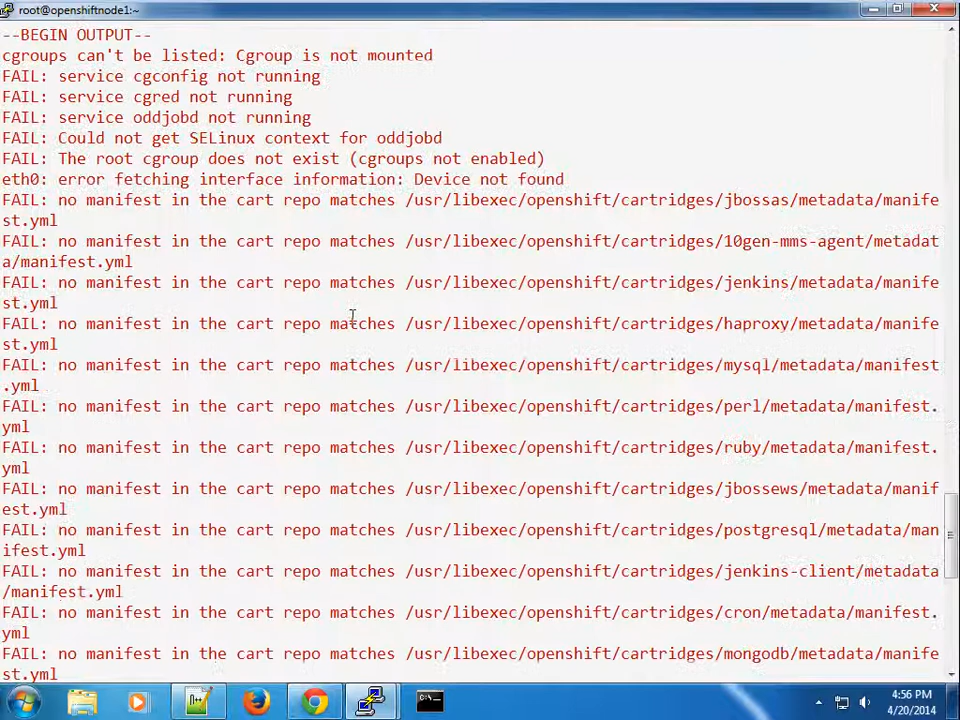 root@openshiftnode1:~
--BEGIN OUTPUT--
cgroups can't be listed: Cgroup is not mounted
FAIL: service cgconfig not running
FAIL: service cgred not running
FAIL: service oddjobd not running
FAIL: Could not get SELinux context for oddjobd
FAIL: The root cgroup does not exist (cgroups not enabled)
eth0: error fetching interface information: Device not found
FAIL: no manifest in the cart repo matches /usr/libexec/openshift/cartridges/jbossas/metadata/manife
st.yml
FAIL: no manifest in the cart repo matches /usr/libexec/openshift/cartridges/10gen-mms-agent/metadat
a/manifest.yml
FAIL: no manifest in the cart repo matches /usr/libexec/openshift/cartridges/jenkins/metadata/manife
st.yml
FAIL: no manifest in the cart repo matches /usr/libexec/openshift/cartridges/haproxy/metadata/manife
st.yml
FAIL: no manifest in the cart repo matches /usr/libexec/openshift/cartridges/mysql/metadata/manifest
.yml
FAIL: no manifest in the cart repo matches /usr/libexec/openshift/cartridges/perl/metadata/manifest.
yml
FAIL: no manifest in the cart repo matches /usr/libexec/openshift/cartridges/ruby/metadata/manifest.
yml
FAIL: no manifest in the cart repo matches /usr/libexec/openshift/cartridges/jbossews/metadata/manif
est.yml
FAIL: no manifest in the cart repo matches /usr/libexec/openshift/cartridges/postgresql/metadata/man
ifest.yml
FAIL: no manifest in the cart repo matches /usr/libexec/openshift/cartridges/jenkins-client/metadata
/manifest.yml
FAIL: no manifest in the cart repo matches /usr/libexec/openshift/cartridges/cron/metadata/manifest.
yml
FAIL: no manifest in the cart repo matches /usr/libexec/openshift/cartridges/mongodb/metadata/manife
st.yml
4:56 PM
4/20/2014